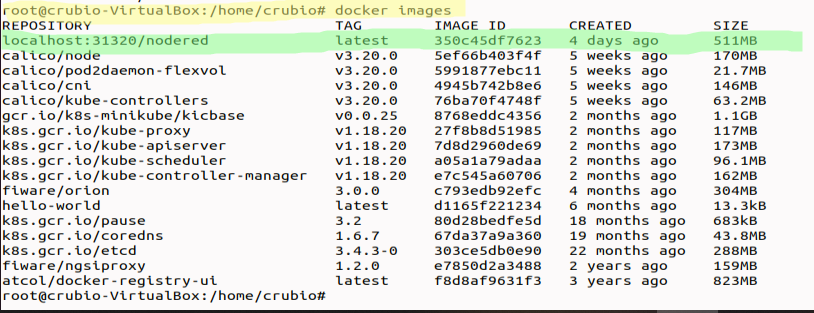 root@crubio-VirtualBox:/home/crubio# docker images
REPOSITORY TAG IMAGE ID CREATED SIZE
localhost:31320/nodered latest 350c45df7623 4 days ago 511MB
calico/node v3.20.0 5ef66b403f4f 5 weeks ago 170MB
calico/pod2daemon-flexvol v3.20.0 5991877ebc11 5 weeks ago 21.7MB
calico/cni v3.20.0 4945b742b8e6 5 weeks ago 146MB
calico/kube-controllers v3.20.0 76ba70f4748f 5 weeks ago 63.2MB
gcr.io/k8s-minikube/kicbase v0.0.25 8768eddc4356 2 months ago 1.1GB
k8s.gcr.io/kube-proxy v1.18.20 27f8b8d51985 2 months ago 117MB
k8s.gcr.io/kube-apiserver v1.18.20 7d8d2960de69 2 months ago 173MB
k8s.gcr.io/kube-scheduler v1.18.20 a05a1a79adaa 2 months ago 96.1MB
k8s.gcr.io/kube-controller-manager v1.18.20 e7c545a60706 2 months ago 162MB
fiware/orion 3.0.0 c793edb92efc 4 months ago 304MB
hello-world latest d1165f221234 6 months ago 13.3kB
k8s.gcr.io/pause 3.2 80d28bedfe5d 18 months ago 683kB
k8s.gcr.io/coredns 1.6.7 67da37a9a360 19 months ago 43.8MB
k8s.gcr.io/etcd 3.4.3-0 303ce5db0e90 22 months ago 288MB
fiware/ngsiproxy 1.2.0 e7850d2a3488 2 years ago 159MB
atcol/docker-registry-ui latest f8d8af9631f3 3 years ago 823MB
root@crubio-VirtualBox:/home/crubio#